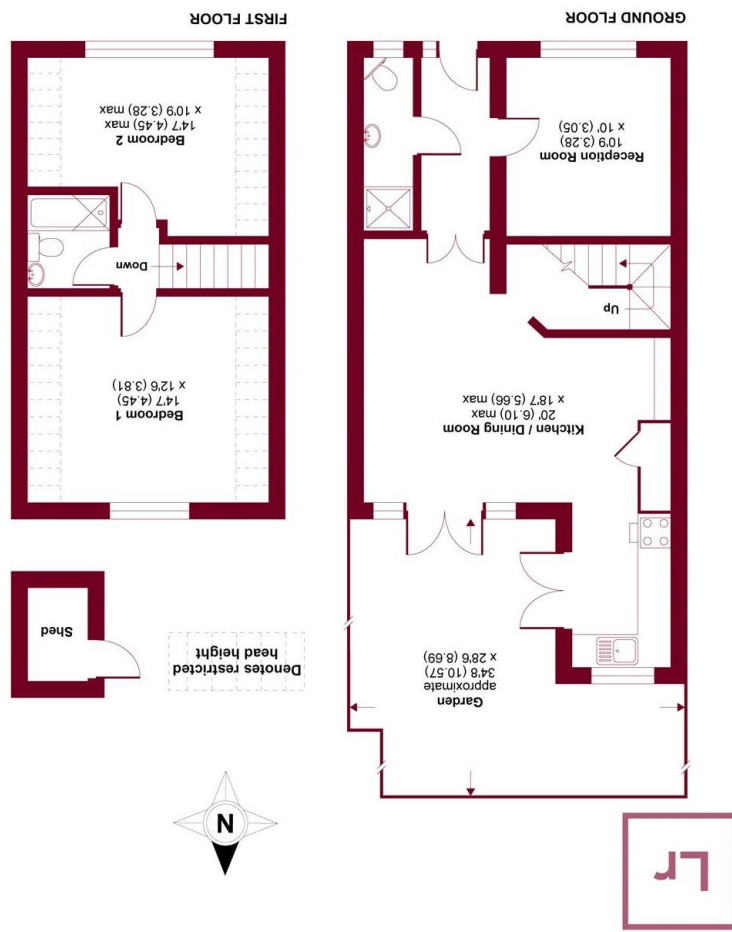 Lr
N
Garden
approximate
34'8 (10.57)
x 28'6 (8.69)
Denotes restricted
head height
Shed
Kitchen / Dining Room
20' (6.10) max
x 18'7 (5.66) max
Up
Reception Room
10'9 (3.28)
x 10' (3.05)
GROUND FLOOR
Bedroom 1
14'7 (4.45)
x 12'6 (3.81)
Down
Bedroom 2
14'7 (4.45) max
x 10'9 (3.28) max
FIRST FLOOR